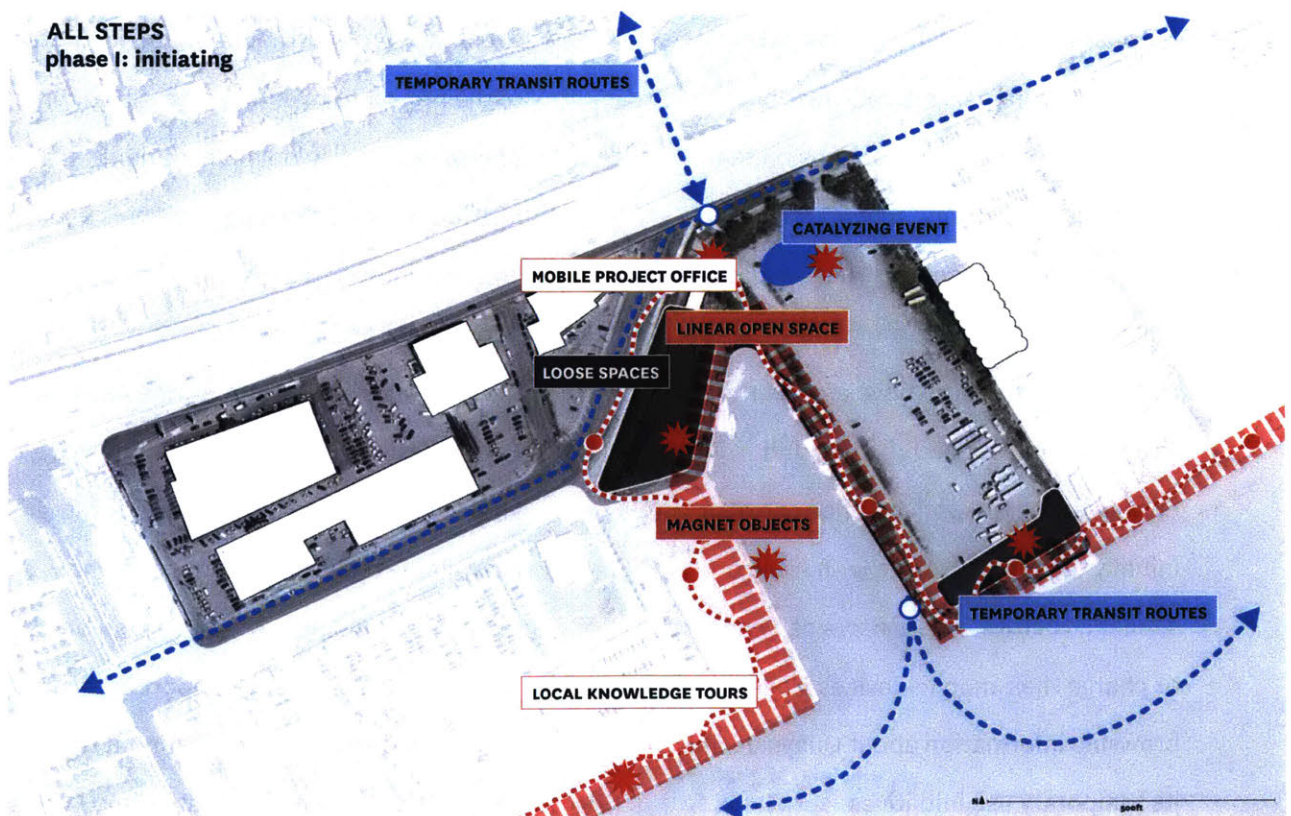 ALL STEPS
phase I: initiating
TEMPORARY TRANSIT ROUTES
CATALYZING EVENT
MOBILE PROJECT OFFICE
LINEAR OPEN SPACE
LOOSE SPACES
MAGNET OBJECTS
TEMPORARY TRANSIT ROUTES
LOCAL KNOWLEDGE TOURS
N
500ft